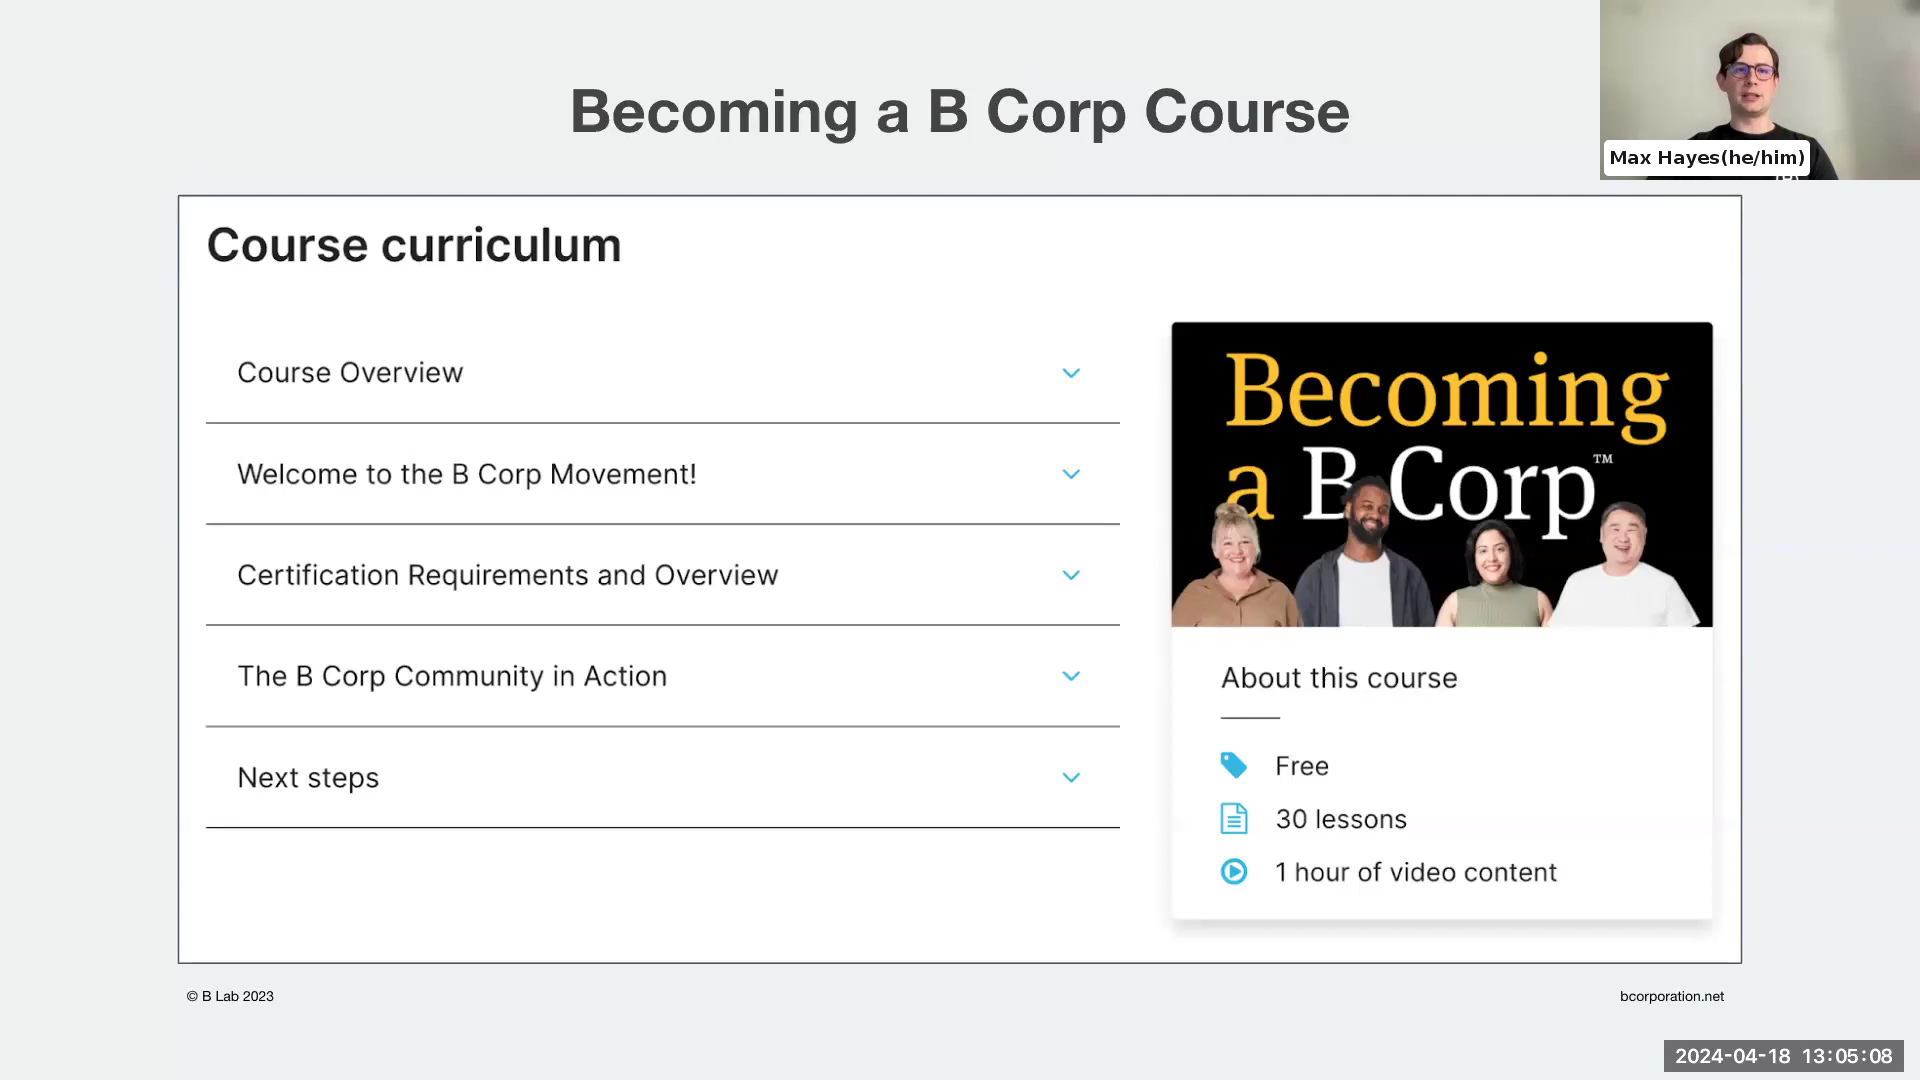 Becoming a B Corp Course
Max Hayes(he/him)
Course curriculum
Course Overview
Welcome to the B Corp Movement!
Certification Requirements and Overview
The B Corp Community in Action
Next steps
Becoming
a B Corp™
About this course
Free
30 lessons
1 hour of video content
© B Lab 2023
bcorporation.net
2024-04-18 13:05:08